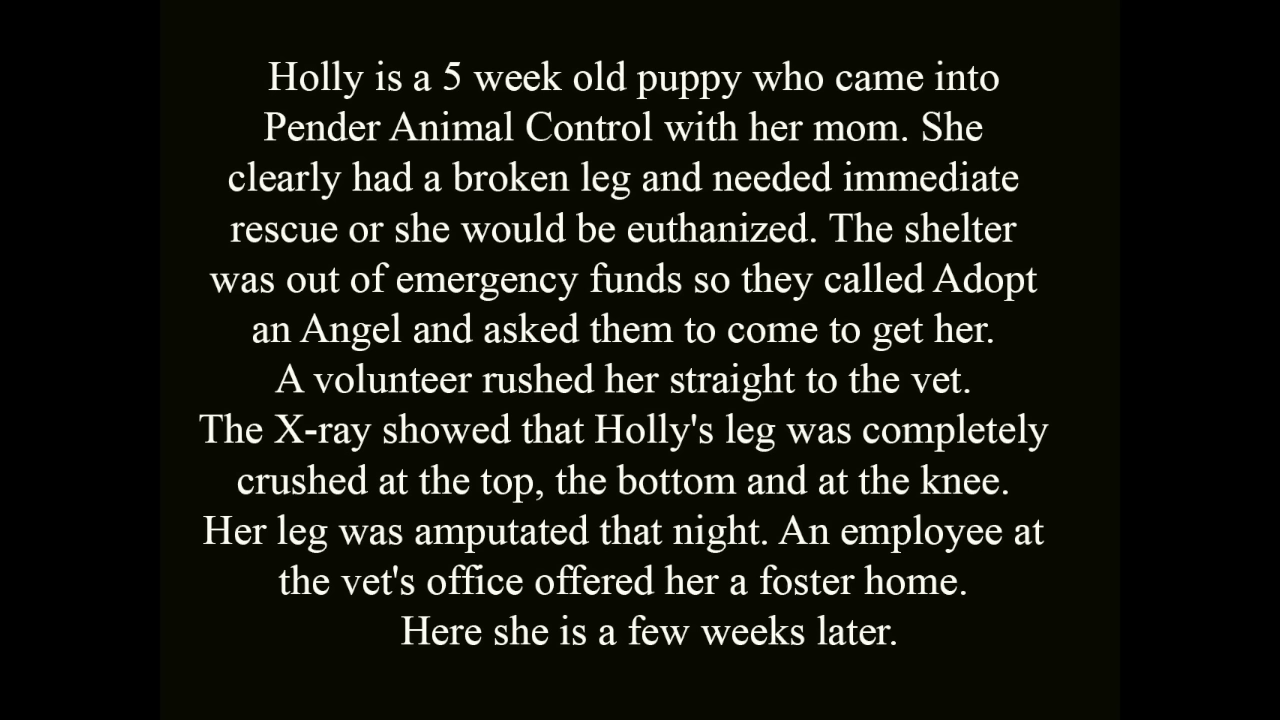 Holly is a 5 week old puppy who came into
Pender Animal Control with her mom. She
clearly had a broken leg and needed immediate
rescue or she would be euthanized. The shelter
was out of emergency funds so they called Adopt
an Angel and asked them to come to get her.
A volunteer rushed her straight to the vet.
The X-ray showed that Holly's leg was completely
crushed at the top, the bottom and at the knee.
Her leg was amputated that night. An employee at
the vet's office offered her a foster home.
Here she is a few weeks later.